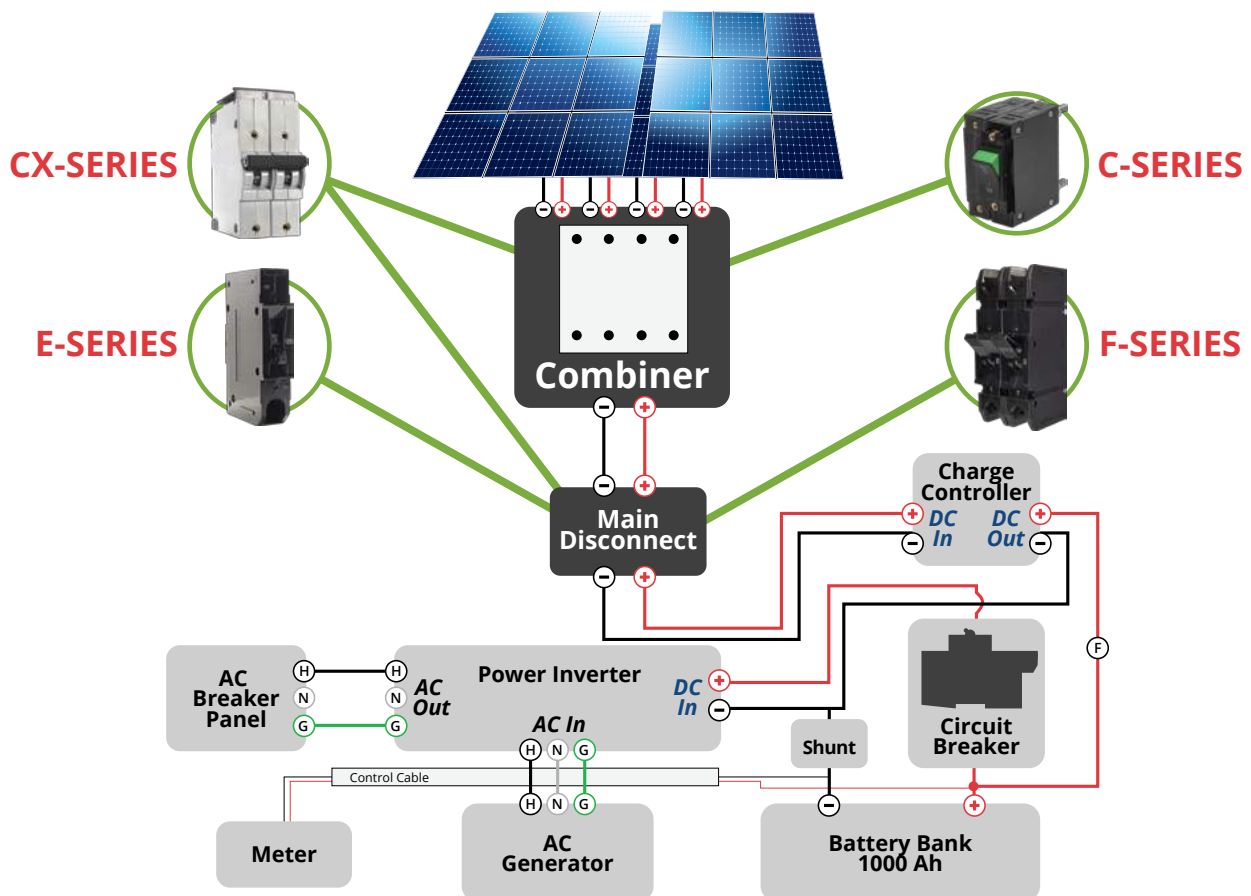 CX-SERIES
C-SERIES
E-SERIES
F-SERIES
− + − + − + − +
Combiner
− +
− +
Main
Disconnect
− +
Charge
Controller
+ DC DC +
− In Out −
F
AC
Breaker
Panel
H
N
G
H
N
G
AC
Out
Power Inverter
DC
In
+
−
AC In
H N G
Shunt
Circuit
Breaker
Control Cable
H N G
− +
Meter
AC
Generator
Battery Bank
1000 Ah